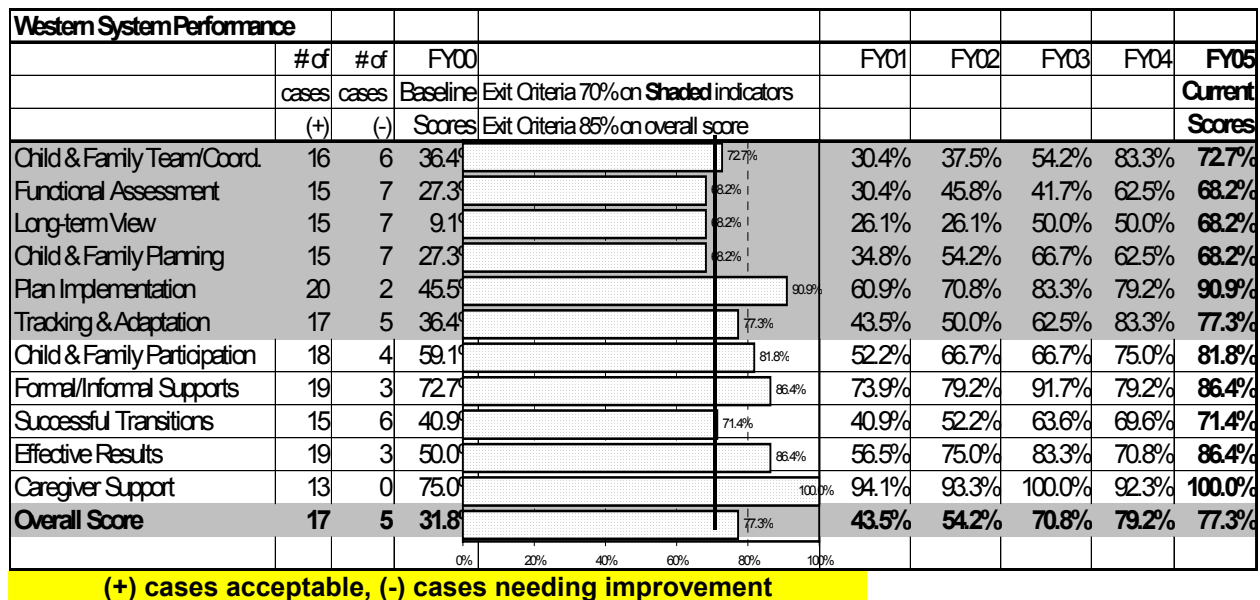 Western System Performance
# of # of FY00 FY01 FY02 FY03 FY04 FY05
cases cases Baseline Exit Criteria 70% on Shaded indicators Current
(+) (-) Scores Exit Criteria 85% on overall score Scores
Child & Family Team/Coord. 16 6 36.4% 72.7% 30.4% 37.5% 54.2% 83.3% 72.7%
Functional Assessment 15 7 27.3% 68.2% 30.4% 45.8% 41.7% 62.5% 68.2%
Long-term View 15 7 9.1% 68.2% 26.1% 26.1% 50.0% 50.0% 68.2%
Child & Family Planning 15 7 27.3% 68.2% 34.8% 54.2% 66.7% 62.5% 68.2%
Plan Implementation 20 2 45.5% 90.9% 60.9% 70.8% 83.3% 79.2% 90.9%
Tracking & Adaptation 17 5 36.4% 77.3% 43.5% 50.0% 62.5% 83.3% 77.3%
Child & Family Participation 18 4 59.1% 81.8% 52.2% 66.7% 66.7% 75.0% 81.8%
Formal/Informal Supports 19 3 72.7% 86.4% 73.9% 79.2% 91.7% 79.2% 86.4%
Successful Transitions 15 6 40.9% 71.4% 40.9% 52.2% 63.6% 69.6% 71.4%
Effective Results 19 3 50.0% 86.4% 56.5% 75.0% 83.3% 70.8% 86.4%
Caregiver Support 13 0 75.0% 100.0% 94.1% 93.3% 100.0% 92.3% 100.0%
Overall Score 17 5 31.8% 77.3% 43.5% 54.2% 70.8% 79.2% 77.3%
0% 20% 40% 60% 80% 100%
(+) cases acceptable, (-) cases needing improvement